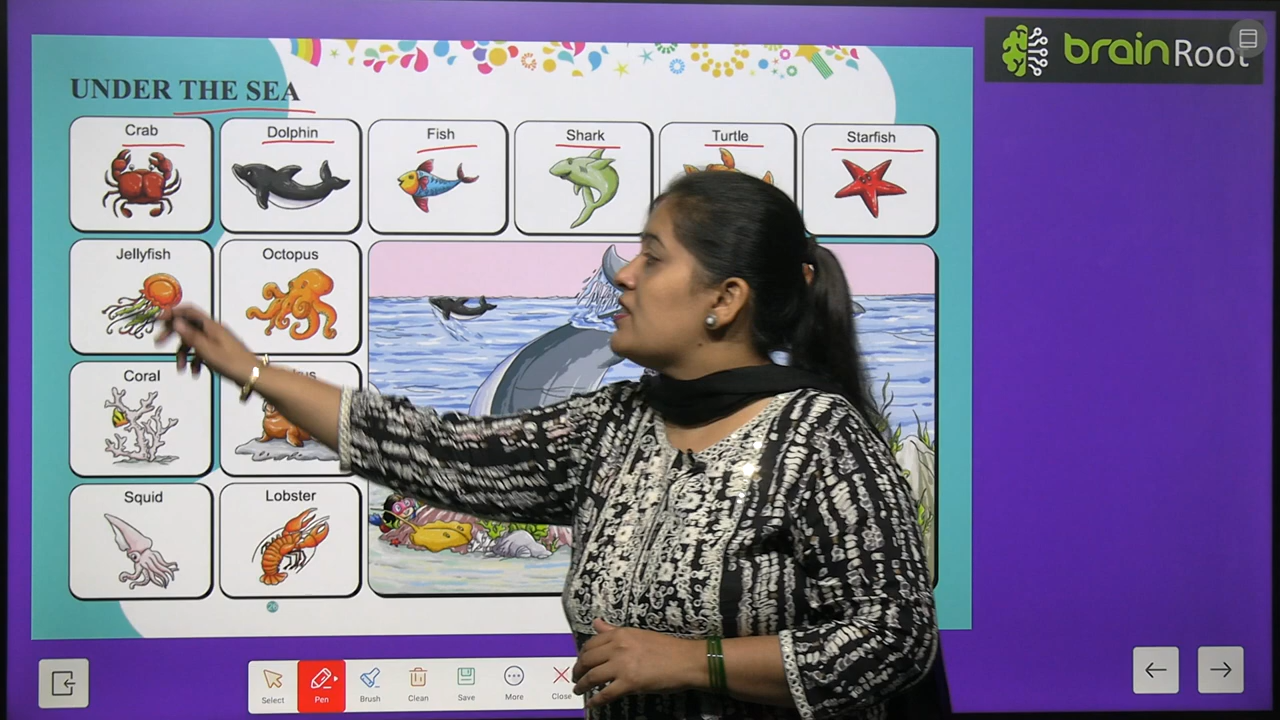 brainRoot
UNDER THE SEA
Crab
Dolphin
Fish
Shark
Turtle
Starfish
Jellyfish
Octopus
Coral
Squid
Lobster
Select
Pen
Brush
Clean
Save
More
Close